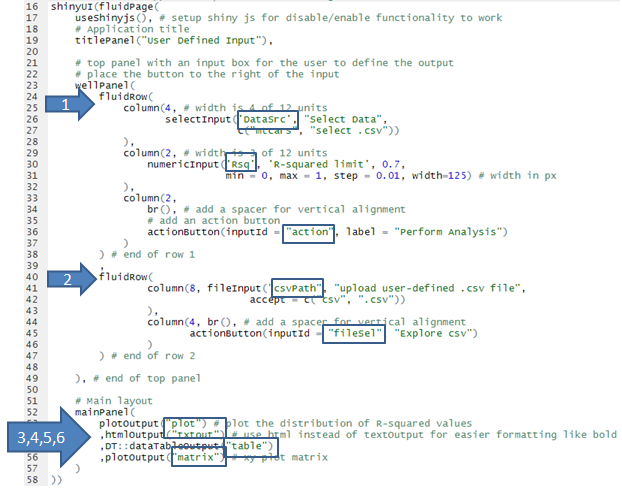 16 shinyUI(fluidPage(
17 useShinyjs(), # setup shiny js for disable/enable functionality to work
18 # Application title
19 titlePanel("User Defined Input"),
20
21 # top panel with an input box for the user to define the output
22 # place the button to the right of the input
23 wellPanel(
24 fluidRow(
1
25 column(4, # width is 4 of 12 units
26 selectInput('DataSrc', "Select Data",
27 c("mtcars", "select .csv"))
28 ),
29 column(2, # width is 2 of 12 units
30 numericInput('Rsq', 'R-squared limit', 0.7,
31 min = 0, max = 1, step = 0.01, width=125) # width in px
32 ),
33 column(2,
34 br(), # add a spacer for vertical alignment
35 # add an action button
36 actionButton(inputId = "action", label = "Perform Analysis")
37 )
38 ) # end of row 1
39 ,
40 fluidRow(
2
41 column(8, fileInput("csvPath", "upload user-defined .csv file",
42 accept = c("csv", ".csv"))
43 ),
44 column(4, br(), # add a spacer for vertical alignment
45 actionButton(inputId = "fileSel" "Explore csv")
46 )
47 ) # end of row 2
48
49 ), # end of top panel
50
51 # Main layout
52 mainPanel(
53 plotOutput("plot") # plot the distribution of R-squared values
3,4,5,6
,htmlOutput("txtout") # use html instead of textOutput for easier formatting like bold
,DT::dataTableOutput("table")
56 ,plotOutput("matrix") # xy plot matrix
57 )
58 ))